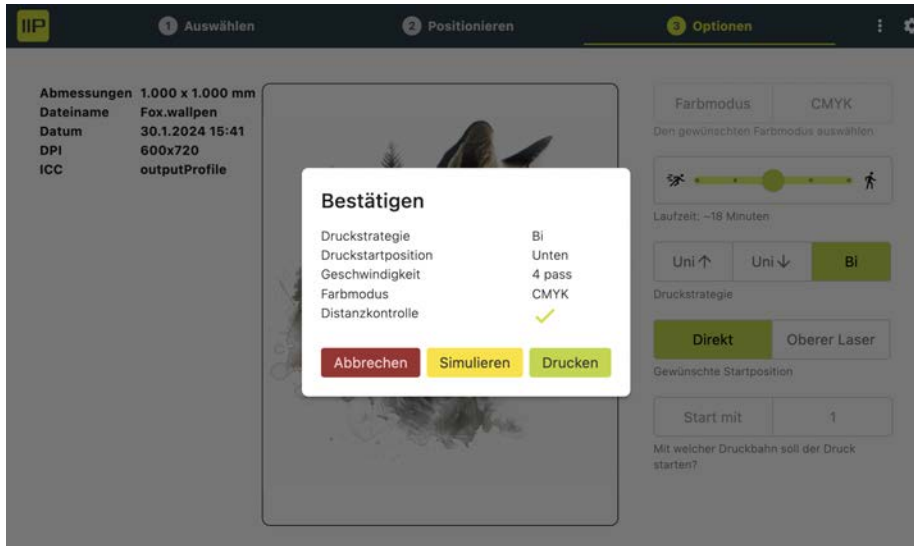 IIP
1 Auswählen
2 Positionieren
3 Optionen
Abmessungen 1.000 x 1.000 mm
Dateiname Fox.wallpen
Datum 30.1.2024 15:41
DPI 600x720
ICC outputProfile
Bestätigen
Druckstrategie Bi
Druckstartposition Unten
Geschwindigkeit 4 pass
Farbmodus CMYK
Distanzkontrolle
Abbrechen Simulieren Drucken
Farbmodus CMYK
Den gewünschten Farbmodus auswählen
Laufzeit: ~18 Minuten
Uni ↑ Uni ↓ Bi
Druckstrategie
Direkt Oberer Laser
Gewünschte Startposition
Start mit 1
Mit welcher Druckbahn soll der Druck
starten?